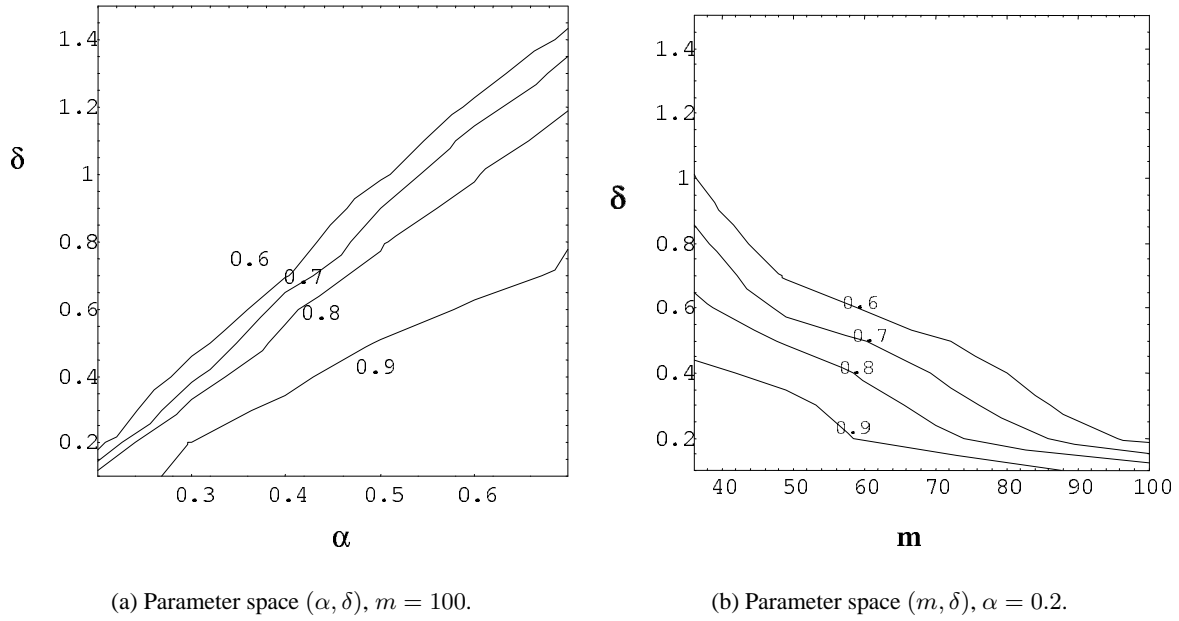 1.4
1.2
1
0.8
0.6
0.4
0.2
δ
0.6
0.7
0.8
0.9
0.3 0.4 0.5 0.6
α
(a) Parameter space (α, δ), m = 100.
1.4
1.2
1
0.8
0.6
0.4
0.2
δ
0.6
0.7
0.8
0.9
40 50 60 70 80 90 100
m
(b) Parameter space (m, δ), α = 0.2.